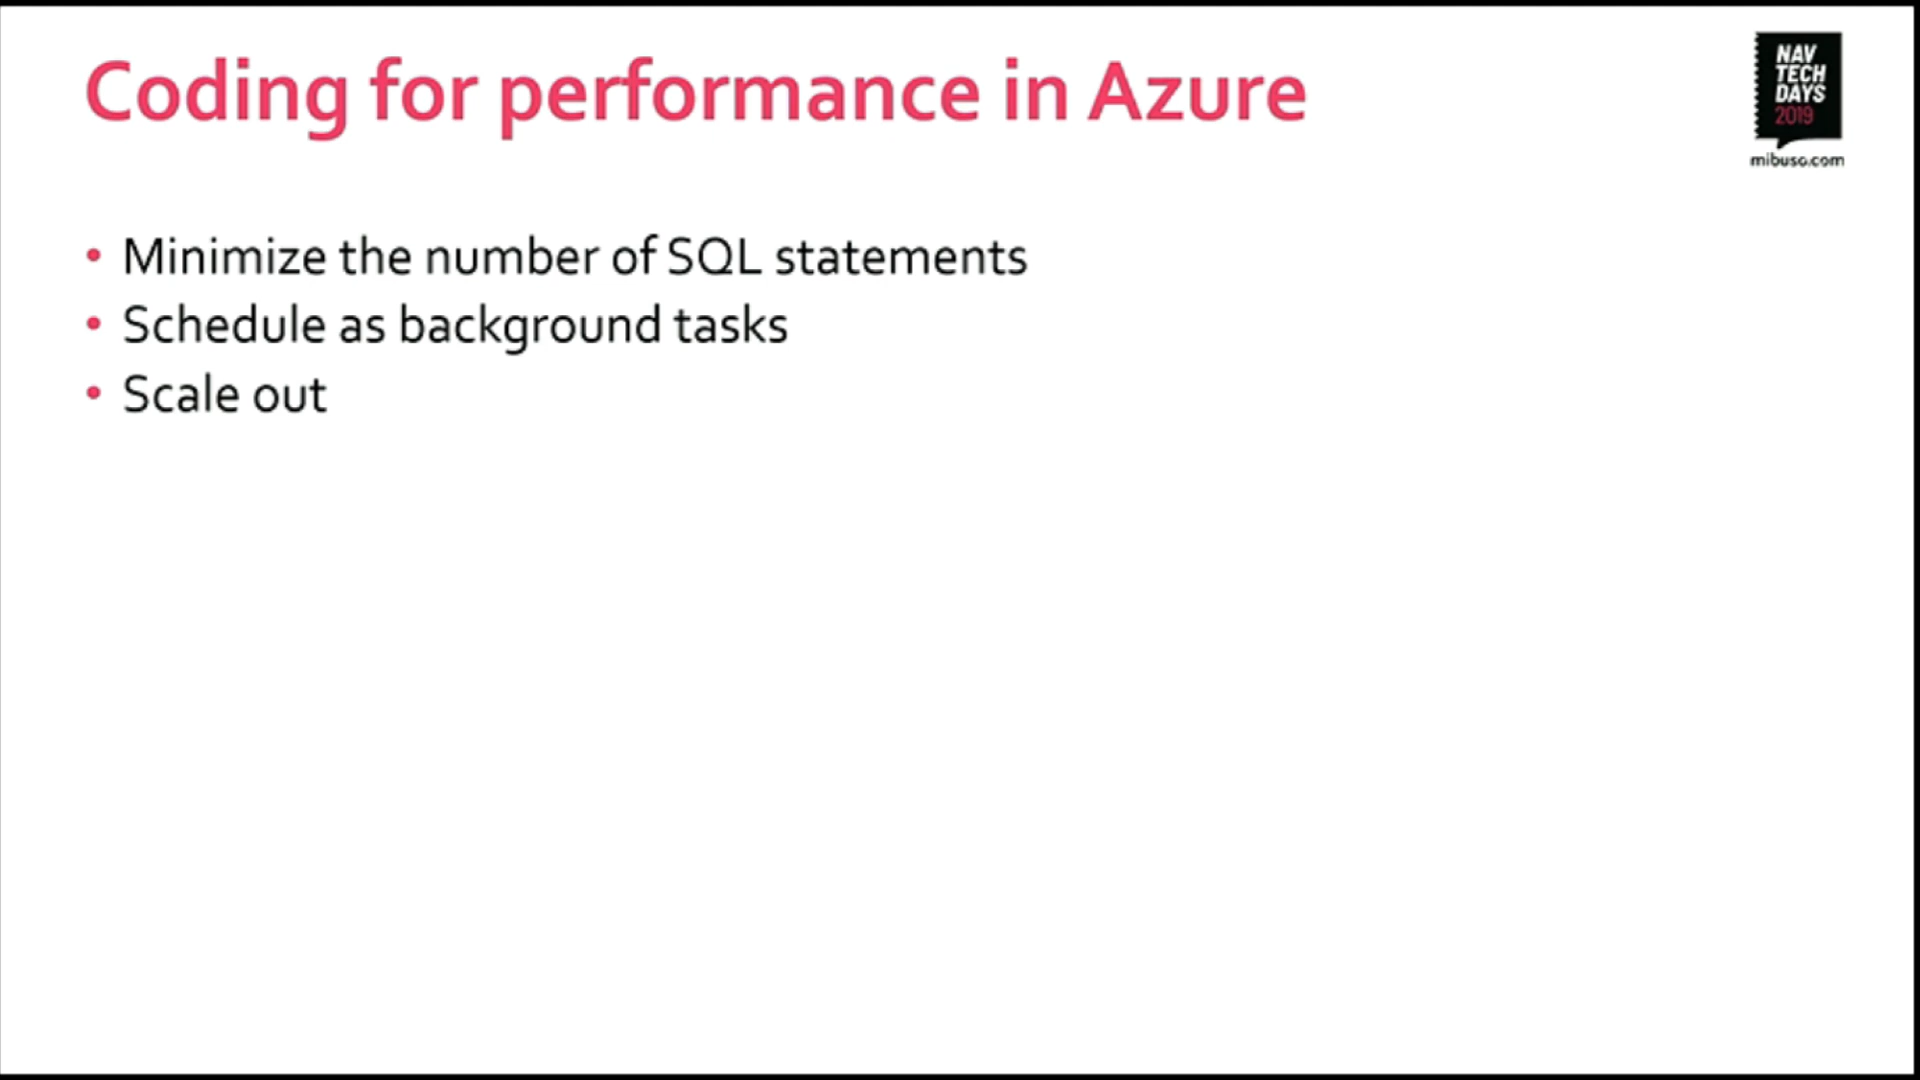 Coding for performance in Azure
NAV
TECH
DAYS
2019
mibuso.com
• Minimize the number of SQL statements
• Schedule as background tasks
• Scale out